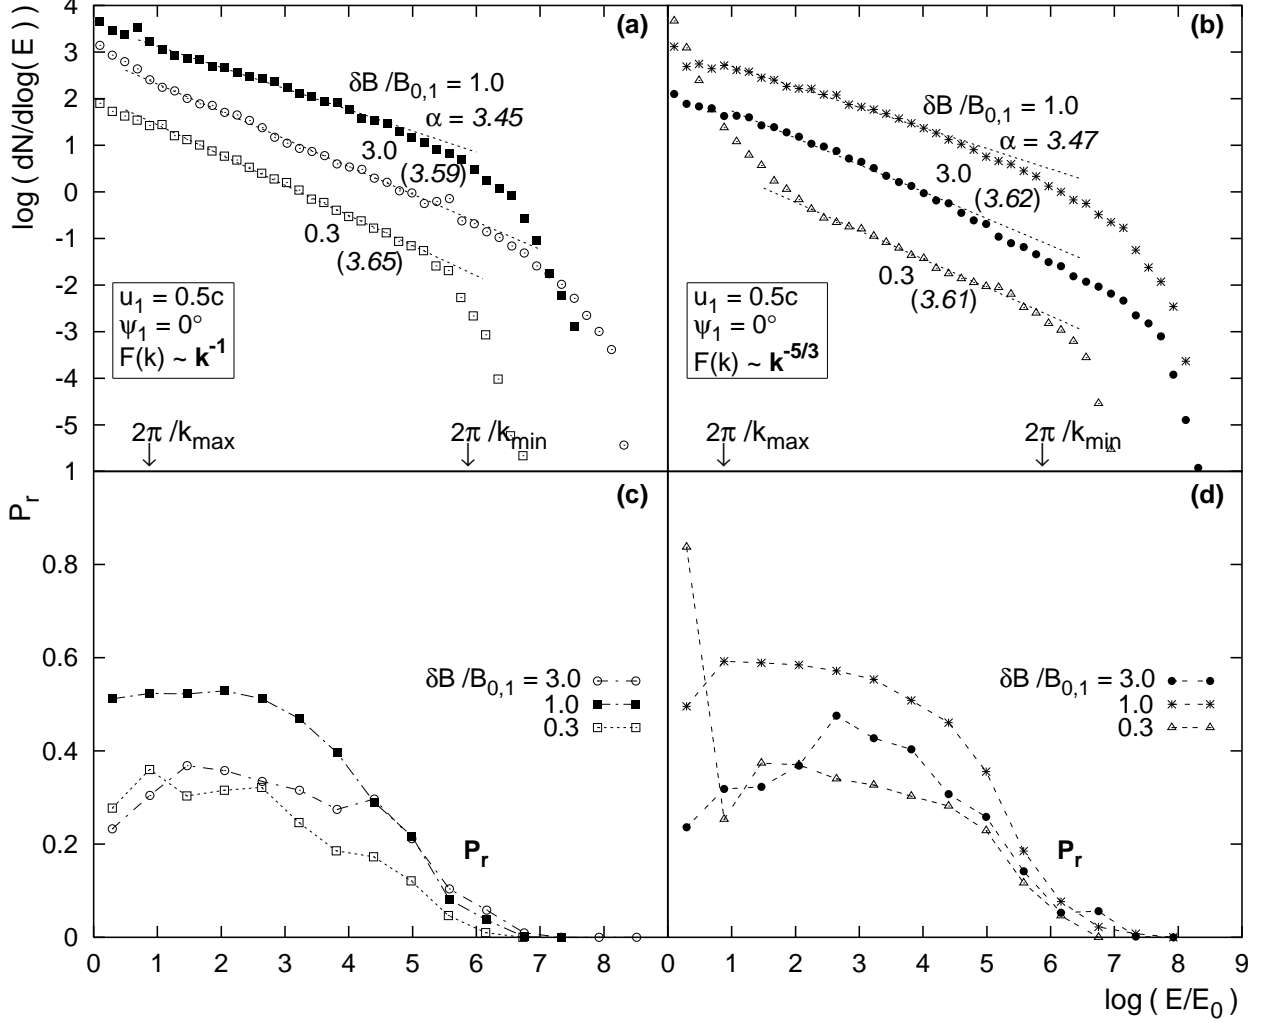 4
3
2
1
0
-1
-2
-3
-4
-5
log ( dN/dlog( E ))
(a)
δB /B0,1 = 1.0
α = 3.45
3.0
(3.59)
0.3
(3.65)
u1 = 0.5c
ψ1 = 0°
F(k) ~ k-1
2π /kmax
2π /kmin
(b)
δB /B0,1 = 1.0
α = 3.47
3.0
(3.62)
0.3
(3.61)
u1 = 0.5c
ψ1 = 0°
F(k) ~ k-5/3
2π /kmax
2π /kmin
1
0.8
0.6
0.4
0.2
0
Pr
(c)
δB /B0,1 = 3.0
1.0
0.3
Pr
0 1 2 3 4 5 6 7 8
(d)
δB /B0,1 = 3.0
1.0
0.3
Pr
0 1 2 3 4 5 6 7 8 9
log ( E/E0 )